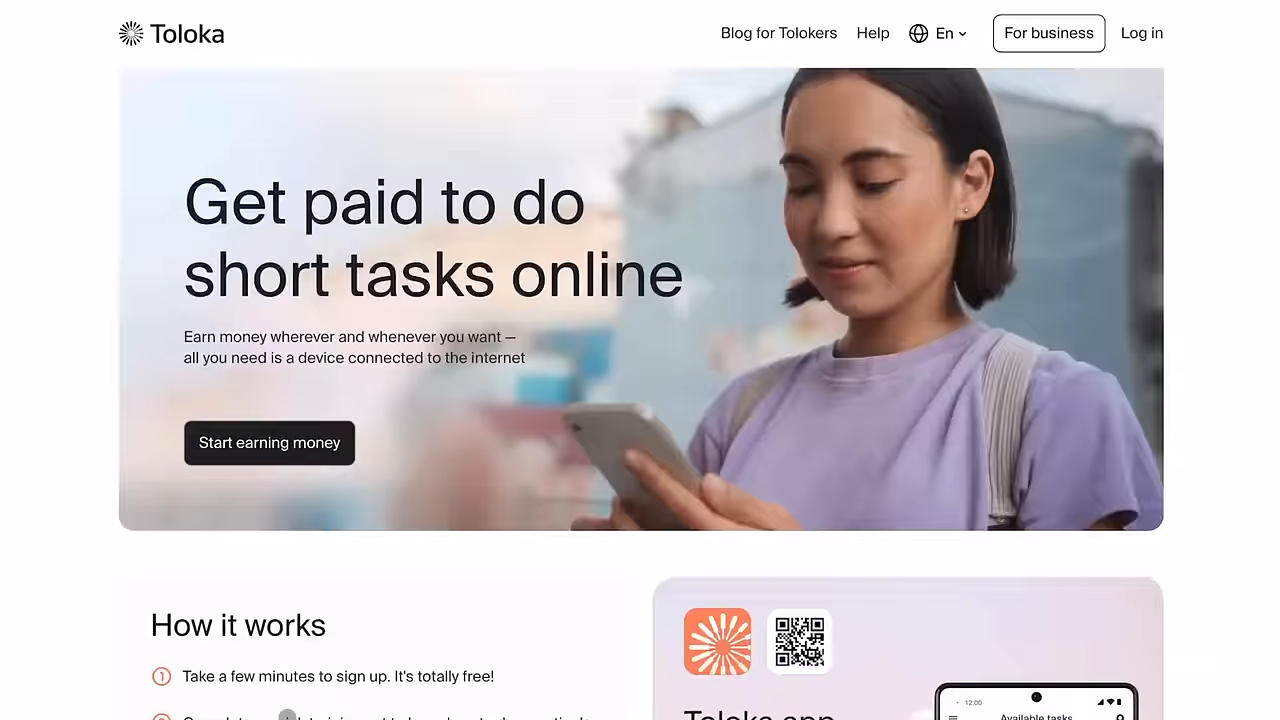 Toloka
Blog for Tolokers
Help
En
For business
Log in
Get paid to do
short tasks online
Earn money wherever and whenever you want —
all you need is a device connected to the internet
Start earning money
How it works
1 Take a few minutes to sign up. It's totally free!
Toloka app
12:00
Available tasks